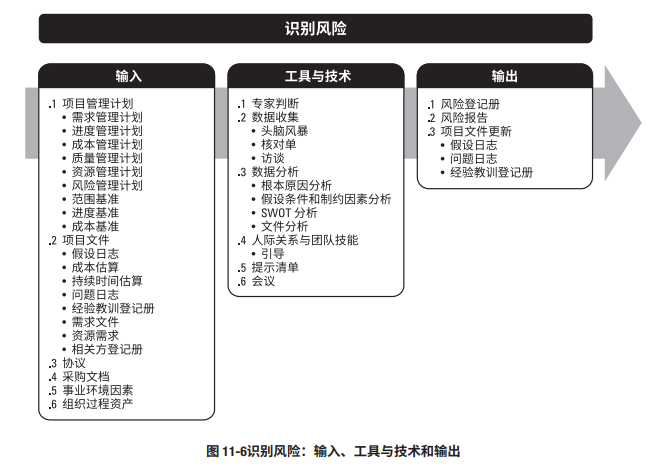 识别风险
输入
.1 项目管理计划
• 需求管理计划
• 进度管理计划
• 成本管理计划
• 质量管理计划
• 资源管理计划
• 风险管理计划
• 范围基准
• 进度基准
• 成本基准
.2 项目文件
• 假设日志
• 成本估算
• 持续时间估算
• 问题日志
• 经验教训登记册
• 需求文件
• 资源需求
• 相关方登记册
.3 协议
.4 采购文档
.5 事业环境因素
.6 组织过程资产
工具与技术
.1 专家判断
.2 数据收集
• 头脑风暴
• 核对单
• 访谈
.3 数据分析
• 根本原因分析
• 假设条件和制约因素分析
• SWOT 分析
• 文件分析
.4 人际关系与团队技能
• 引导
.5 提示清单
.6 会议
输出
.1 风险登记册
.2 风险报告
.3 项目文件更新
• 假设日志
• 问题日志
• 经验教训登记册
图 11-6识别风险：输入、工具与技术和输出